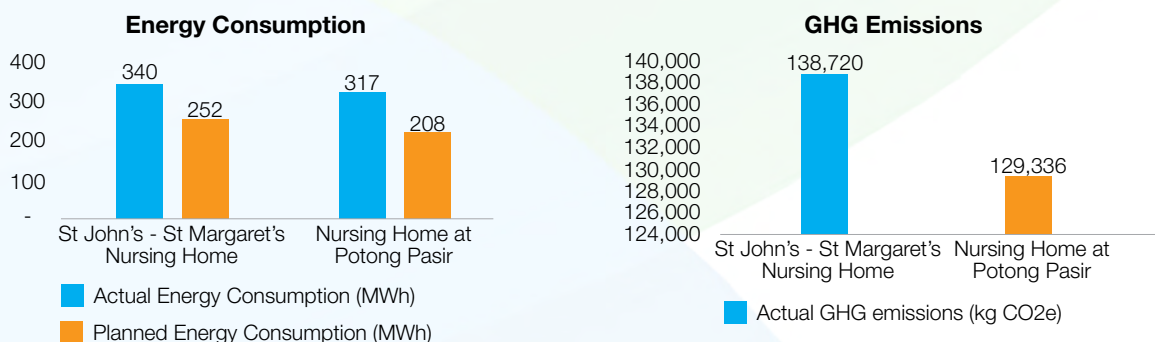 Energy Consumption
400
300
200
100
-
340
252
317
208
St John's - St Margaret's
Nursing Home
Nursing Home at
Potong Pasir
Actual Energy Consumption (MWh)
Planned Energy Consumption (MWh)
GHG Emissions
140,000
138,000
136,000
134,000
132,000
130,000
128,000
126,000
124,000
138,720
129,336
St John's - St Margaret's
Nursing Home
Nursing Home at
Potong Pasir
Actual GHG emissions (kg CO2e)